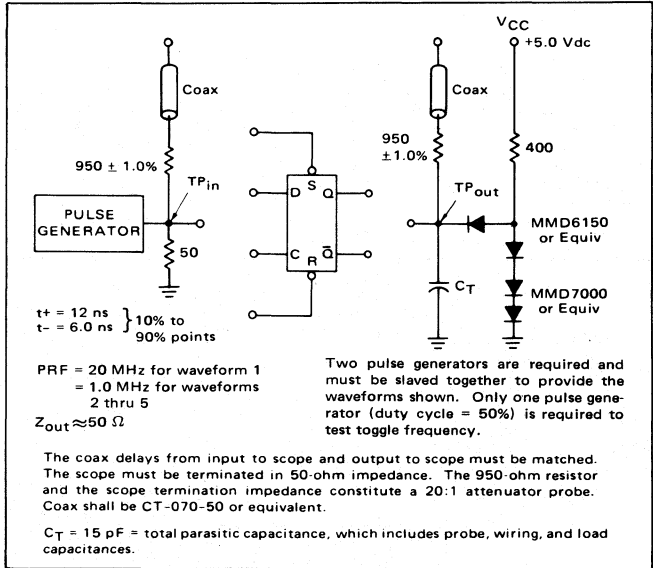 VCC
+5.0 Vdc
Coax
Coax
950 ± 1.0%
950
± 1.0%
400
TPin
TPout
S
D
Q
C
Q̅
R
PULSE
GENERATOR
50
MMD6150
or Equiv
CT
MMD7000
or Equiv
t+ = 12 ns
t− = 6.0 ns
} 10% to
90% points
PRF = 20 MHz for waveform 1
= 1.0 MHz for waveforms
2 thru 5
Zout ≈ 50 Ω
Two pulse generators are required and
must be slaved together to provide the
waveforms shown. Only one pulse gene-
rator (duty cycle = 50%) is required to
test toggle frequency.
The coax delays from input to scope and output to scope must be matched.
The scope must be terminated in 50-ohm impedance. The 950-ohm resistor
and the scope termination impedance constitute a 20:1 attenuator probe.
Coax shall be CT-070-50 or equivalent.
CT = 15 pF = total parasitic capacitance, which includes probe, wiring, and load
capacitances.